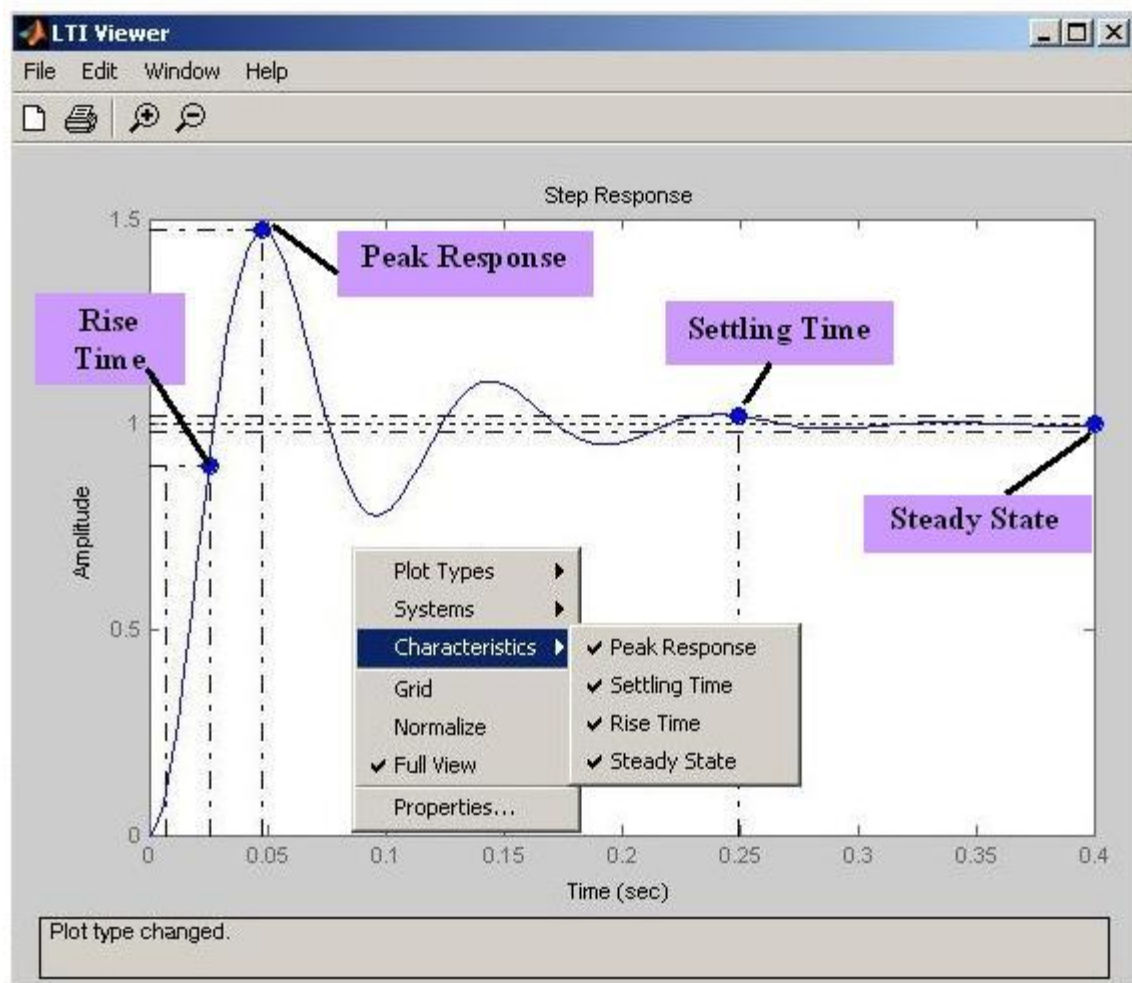 LTI Viewer
File Edit Window Help
Step Response
1.5
Peak Response
Rise
Time
Settling Time
1
Steady State
Amplitude
Plot Types
Systems
Characteristics
Grid
Normalize
Full View
Properties...
Peak Response
Settling Time
Rise Time
Steady State
0.5
0
0 0.05 0.1 0.15 0.2 0.25 0.3 0.35 0.4
Time (sec)
Plot type changed.